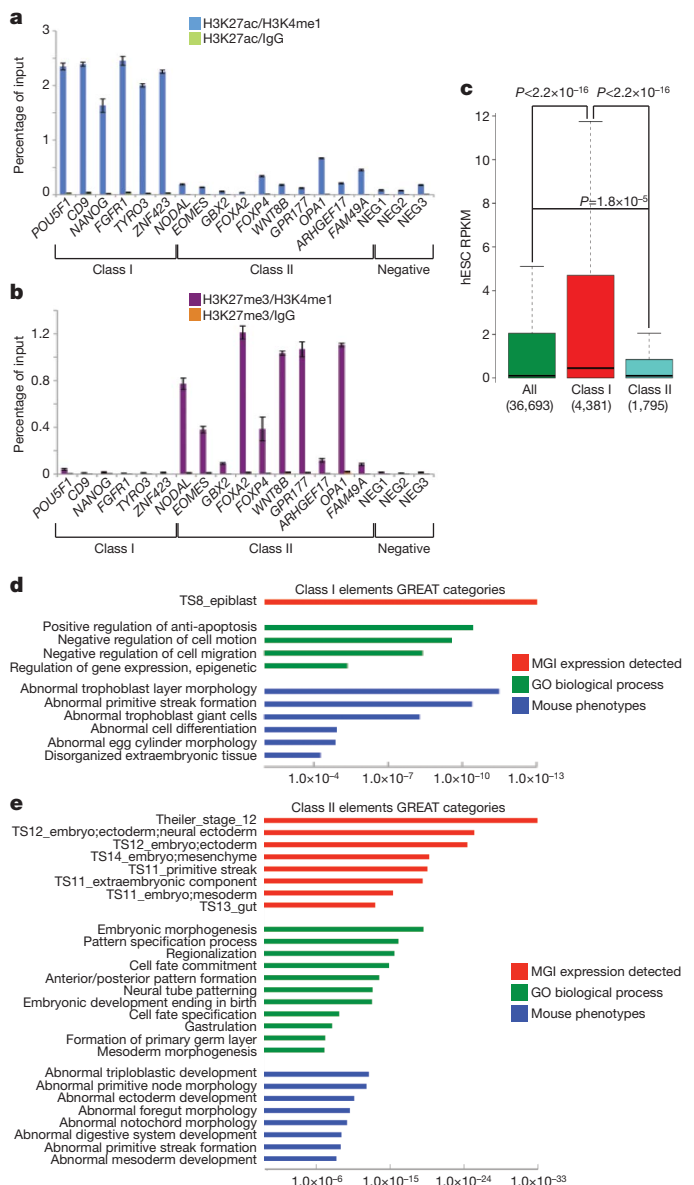 a
H3K27ac/H3K4me1
H3K27ac/IgG
Percentage of input
3
2
1
0
POU5F1
CD9
NANOG
FGFR1
TYRO3
ZNF423
NODAL
EOMES
GBX2
FOXA2
FOXP4
WNT8B
GPR177
OPA1
ARHGEF17
FAM49A
NEG1
NEG2
NEG3
Class I
Class II
Negative
b
H3K27me3/H3K4me1
H3K27me3/IgG
Percentage of input
1.2
0.8
0.4
0
POU5F1
CD9
NANOG
FGFR1
TYRO3
ZNF423
NODAL
EOMES
GBX2
FOXA2
FOXP4
WNT8B
GPR177
ARHGEF17
OPA1
FAM49A
NEG1
NEG2
NEG3
Class I
Class II
Negative
c
P<2.2×10⁻¹⁶
P<2.2×10⁻¹⁶
P=1.8×10⁻⁵
hESC RPKM
12
10
8
6
4
2
0
All
(36,693)
Class I
(4,381)
Class II
(1,795)
d
Class I elements GREAT categories
TS8_epiblast
Positive regulation of anti-apoptosis
Negative regulation of cell motion
Negative regulation of cell migration
Regulation of gene expression, epigenetic
Abnormal trophoblast layer morphology
Abnormal primitive streak formation
Abnormal trophoblast giant cells
Abnormal cell differentiation
Abnormal egg cylinder morphology
Disorganized extraembryonic tissue
MGI expression detected
GO biological process
Mouse phenotypes
1.0×10⁻⁴
1.0×10⁻⁷
1.0×10⁻¹⁰
1.0×10⁻¹³
e
Class II elements GREAT categories
Theiler_stage_12
TS12_embryo;ectoderm;neural ectoderm
TS12_embryo;ectoderm
TS14_embryo;mesenchyme
TS11_primitive streak
TS11_extraembryonic component
TS11_embryo;mesoderm
TS13_gut
Embryonic morphogenesis
Pattern specification process
Regionalization
Cell fate commitment
Anterior/posterior pattern formation
Neural tube patterning
Embryonic development ending in birth
Cell fate specification
Gastrulation
Formation of primary germ layer
Mesoderm morphogenesis
Abnormal triploblastic development
Abnormal primitive node morphology
Abnormal ectoderm development
Abnormal foregut morphology
Abnormal notochord morphology
Abnormal digestive system development
Abnormal primitive streak formation
Abnormal mesoderm development
MGI expression detected
GO biological process
Mouse phenotypes
1.0×10⁻⁶
1.0×10⁻¹⁵
1.0×10⁻²⁴
1.0×10⁻³³